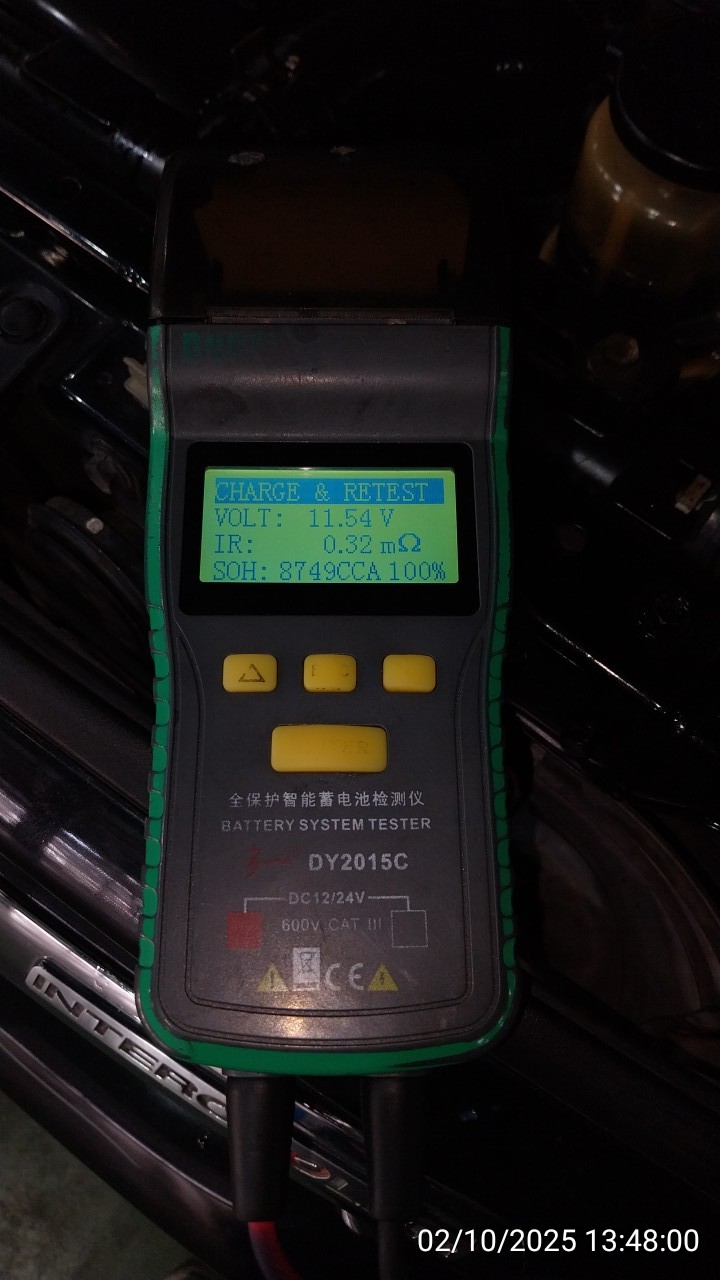 CHARGE & RETEST
VOLT: 11.54 V
IR: 0.32 mΩ
SOH: 8749CCA 100%
全保护智能蓄电池检测仪
BATTERY SYSTEM TESTER
DY2015C
DC12/24V
600V CAT III
CE
INTERC
02/10/2025 13:48:00